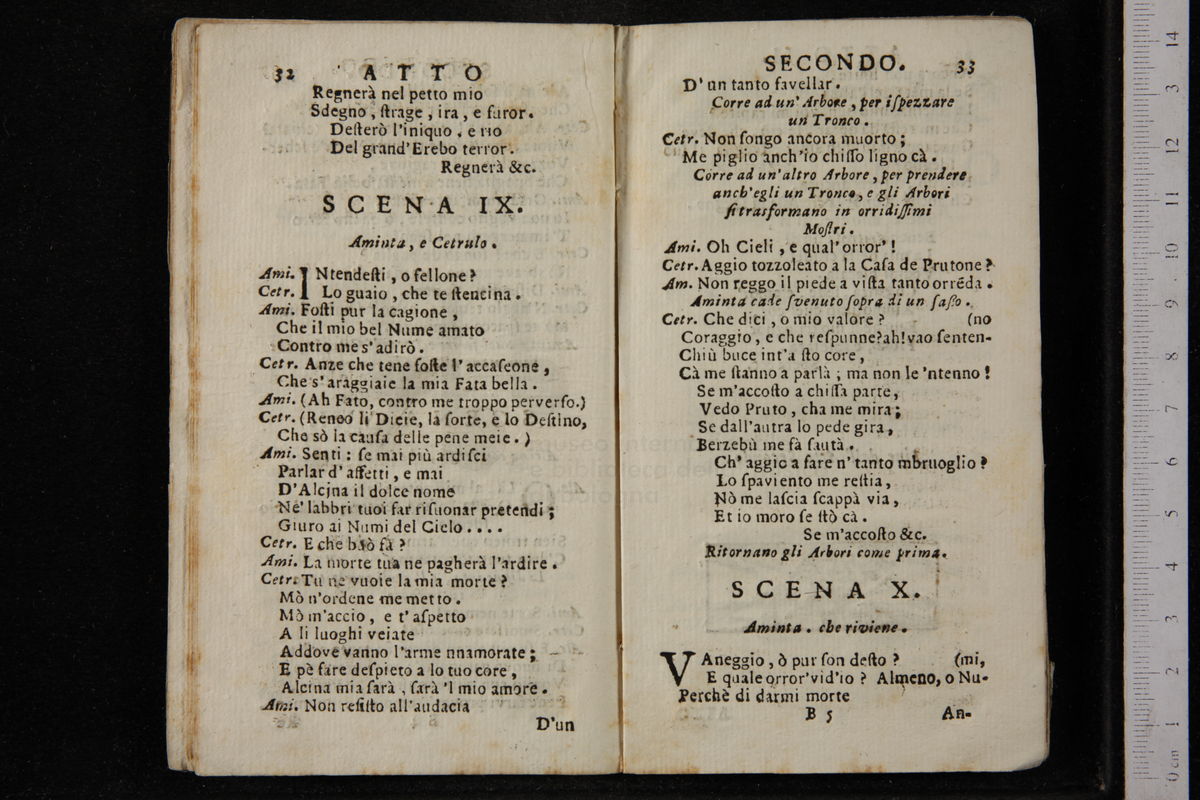 32 ATTO
Regnerà nel petto mio
Sdegno, ſtrage, ira, e furor.
Deſterò l'iniquo, e rio
Del grand'Erebo terror.
Regnerà &c.
SCENA IX.
Aminta, e Cetrulo.
Ami. INtendeſti, o fellone?
Cetr. Lo guaio, che te ſtencina.
Ami. Foſti pur la cagione,
Che il mio bel Nume amato
Contro me s'adirò.
Cetr. Anze che tene foſte l'accaſeone,
Che s'araggiaie la mia Fata bella.
Ami. (Ah Fato, contro me troppo perverſo.)
Cetr. (Reneo li Dieie, la ſorte, e lo Deſtino,
Che sò la cauſa delle pene meie.)
Ami. Senti: ſe mai più ardiſci
Parlar d'affetti, e mai
D'Alcina il dolce nome
Ne' labbri tuoi far riſuonar pretendi;
Giuro ai Numi del Cielo....
Cetr. E che buò fà?
Ami. La morte tua ne pagherà l'ardire.
Cetr. Tu ne vuoie la mia morte?
Mò n'ordene me metto.
Mò m'accio, e t'aſpetto
A li luoghi veiate
Addove vanno l'arme nnamorate;
E pè fare deſpieto a lo tuo core,
Alcina mia ſarà, ſarà 'l mio amore.
Ami. Non reſiſto all'audacia
D'un
SECONDO. 33
D'un tanto favellar.
Corre ad un'Arbore, per iſpezzare
un Tronco.
Cetr. Non ſongo ancora muorto;
Me piglio anch'io chiſſo ligno cà.
Corre ad un'altro Arbore, per prendere
anch'egli un Tronco, e gli Arbori
ſi trasformano in orridiſſimi
Moſtri.
Ami. Oh Cieli, e qual'orror'!
Cetr. Aggio tozzoleato a la Caſa de Prutone?
Am. Non reggo il piede a viſta tanto orrēda.
Aminta cade ſvenuto ſopra di un ſaſſo.
Cetr. Che dici, o mio valore? (no
Coraggio, e che reſpunne? ah! vao ſenten-
Chiù buce int'a ſto core,
Cà me ſtanno a parlà; ma non le 'ntenno!
Se m'accoſto a chiſſa parte,
Vedo Pruto, cha me mira;
Se dall'autra lo pede gira,
Berzebù me fà ſautà.
Ch'aggio a fare n'tanto mbruoglio?
Lo ſpaviento me reſtia,
Nò me laſcia ſcappà via,
Et io moro ſe ſtò cà.
Se m'accoſto &c.
Ritornano gli Arbori come prima.
SCENA X.
Aminta. che riviene.
VAneggio, ò pur ſon deſto? (mi,
E quale orror'vid'io? Almeno, o Nu-
Perchè di darmi morte
B 5 An-